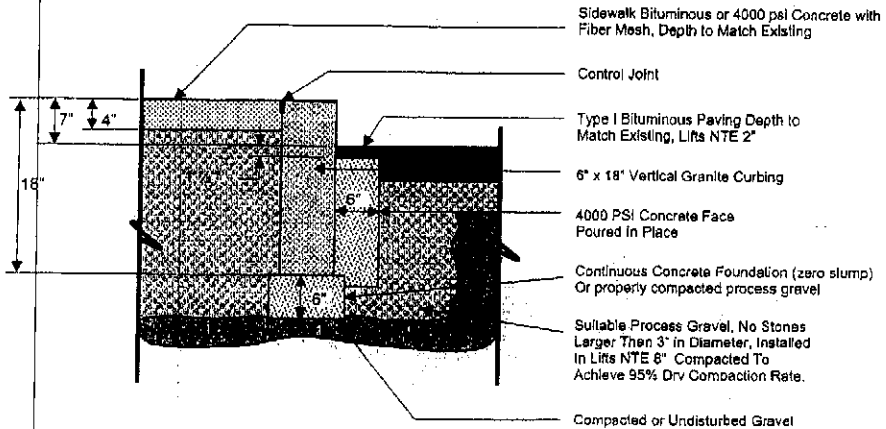 Sidewalk Bituminous or 4000 psi Concrete with
Fiber Mesh, Depth to Match Existing
Control Joint
Type I Bituminous Paving Depth to
Match Existing, Lifts NTE 2"
6" x 18" Vertical Granite Curbing
4000 PSI Concrete Face
Poured in Place
Continuous Concrete Foundation (zero slump)
Or properly compacted process gravel
Suitable Process Gravel, No Stones
Larger Then 3" in Diameter, Installed
In Lifts NTE 6" Compacted To
Achieve 95% Dry Compaction Rate.
Compacted or Undisturbed Gravel
7"
4"
18"
6"
6"